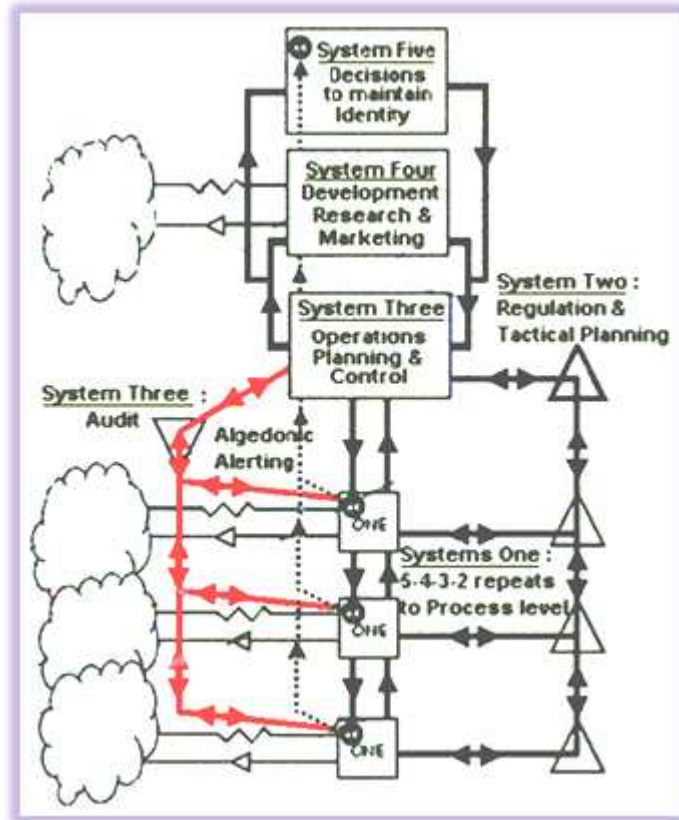 System Five
Decisions
to maintain
Identity
System Four
Development
Research &
Marketing
System Two :
Regulation &
Tactical Planning
System Three
Operations
Planning &
Control
System Three :
Audit
Algedonic
Alerting
ONE
Systems One :
5-4-3-2 repeats
to Process level
ONE
ONE